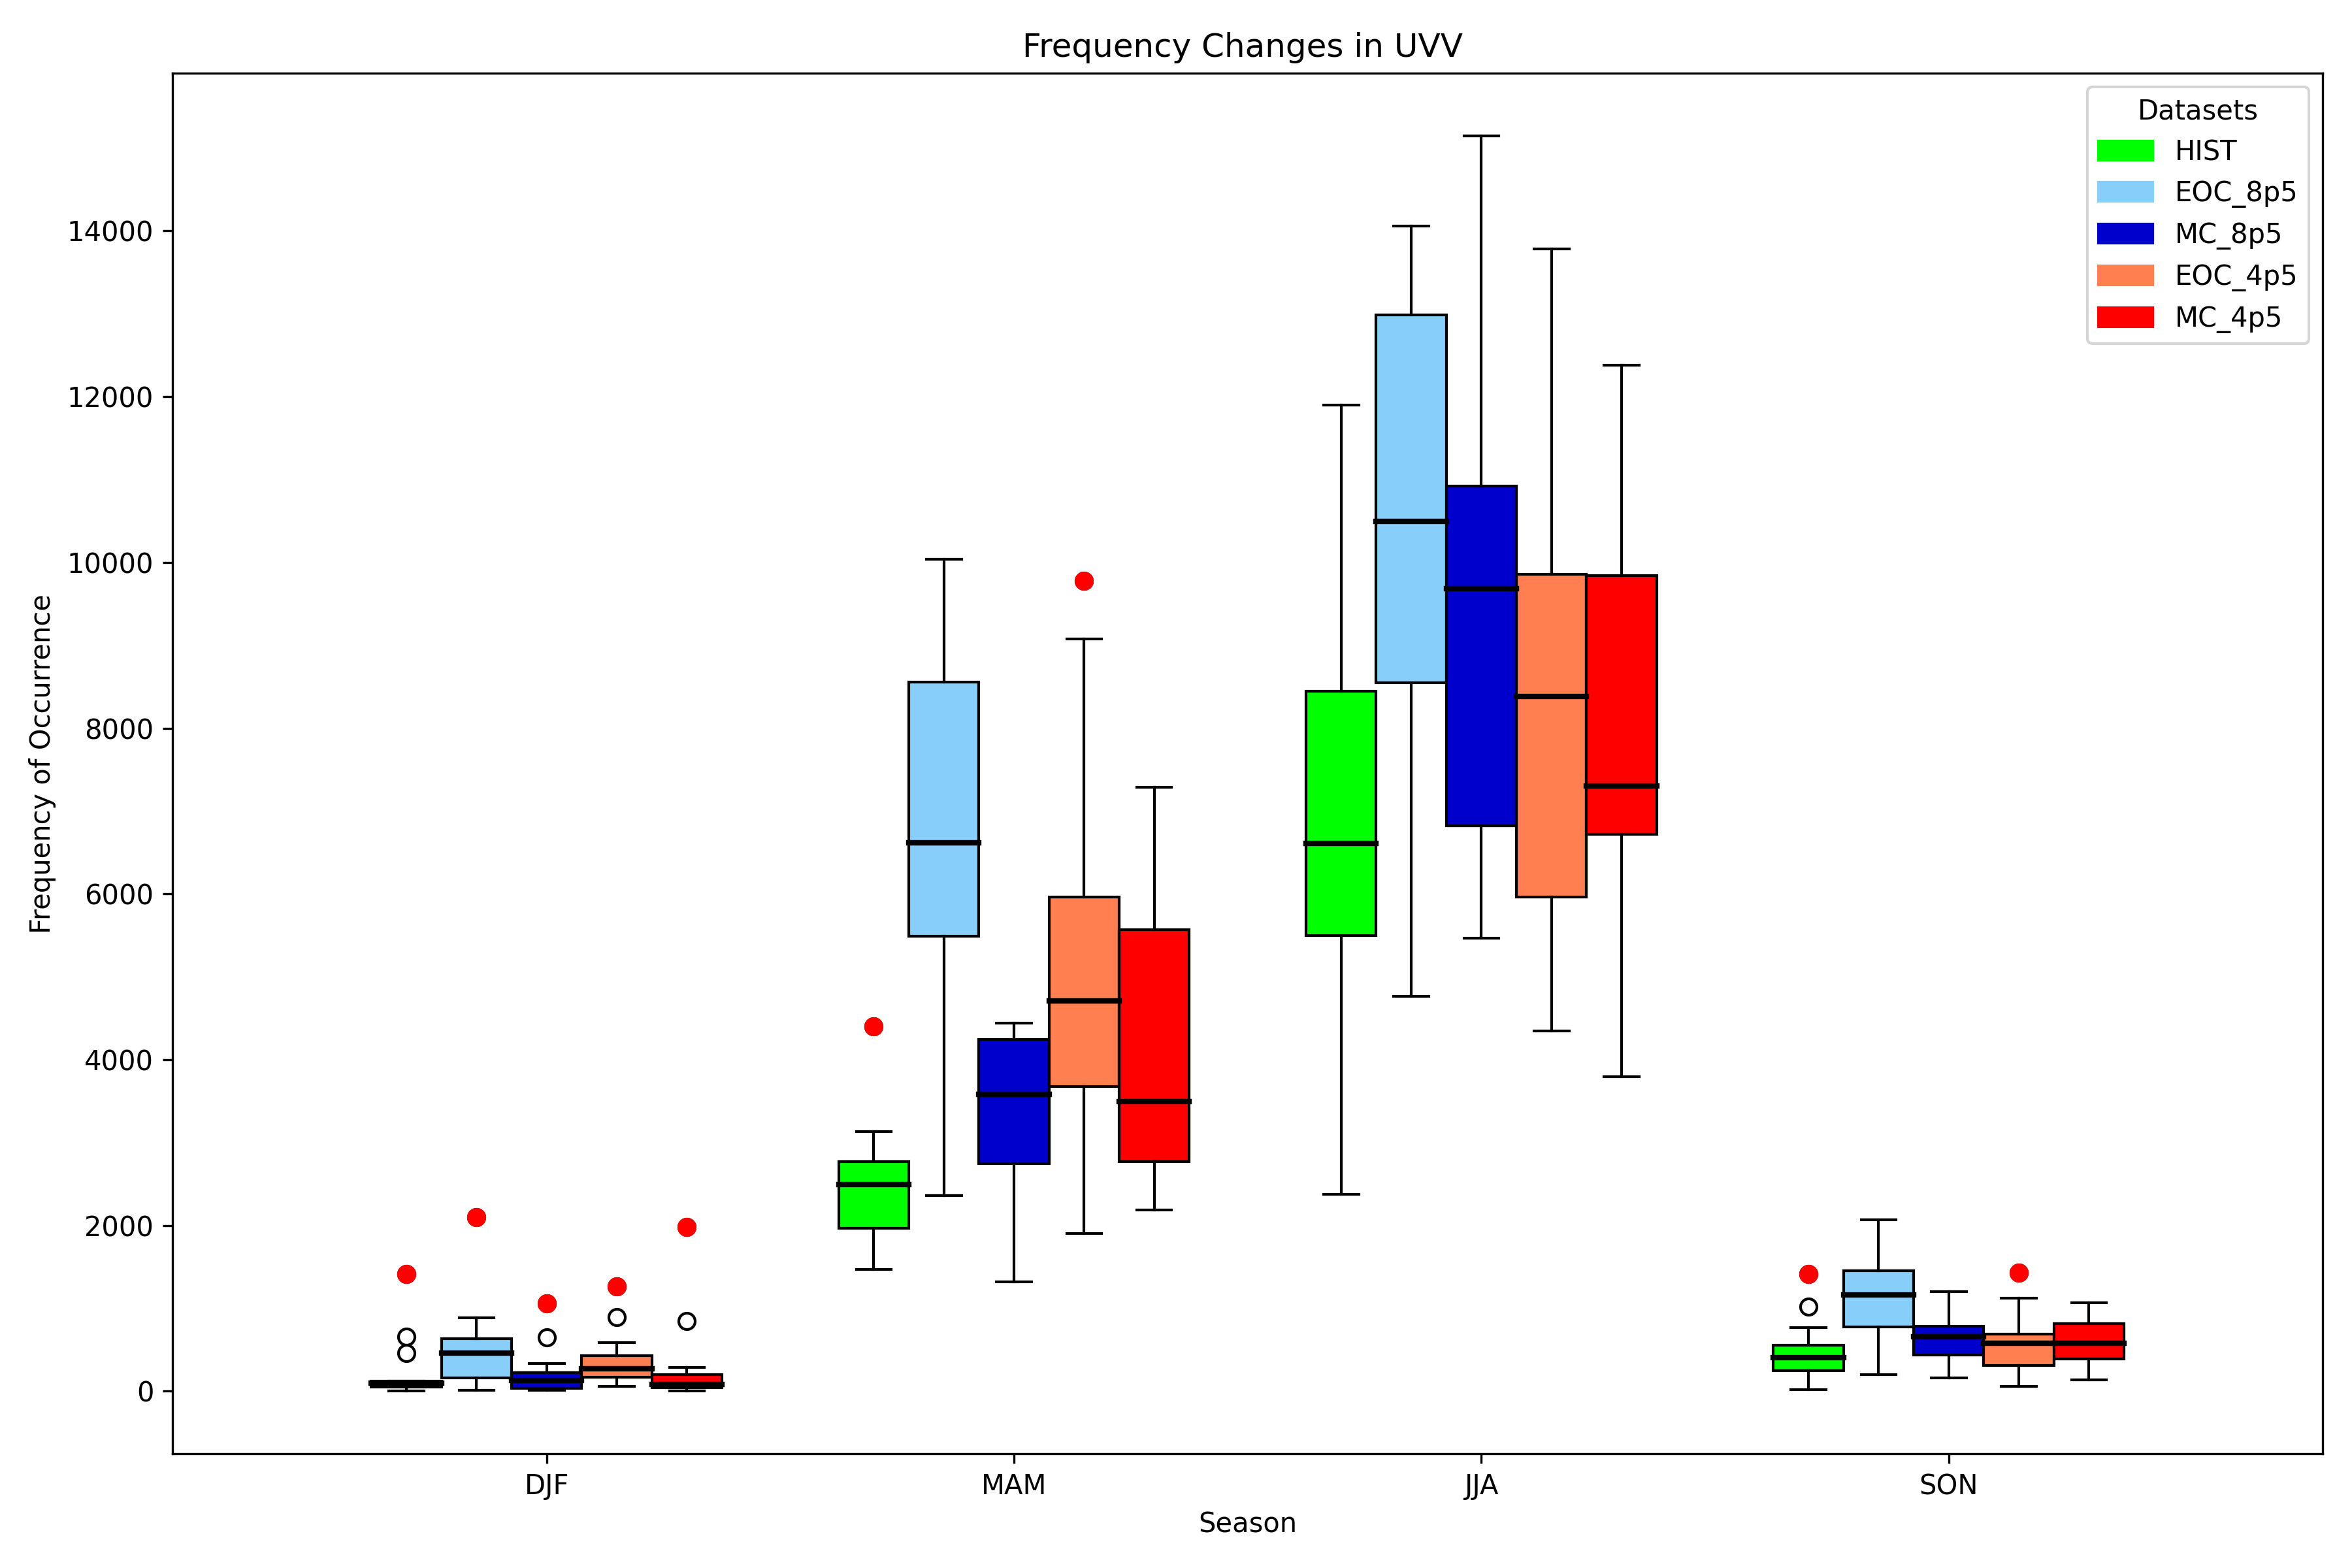 Frequency Changes in UVV
Datasets
HIST
EOC_8p5
MC_8p5
EOC_4p5
MC_4p5
Frequency of Occurrence
14000
12000
10000
8000
6000
4000
2000
0
DJF MAM JJA SON
Season